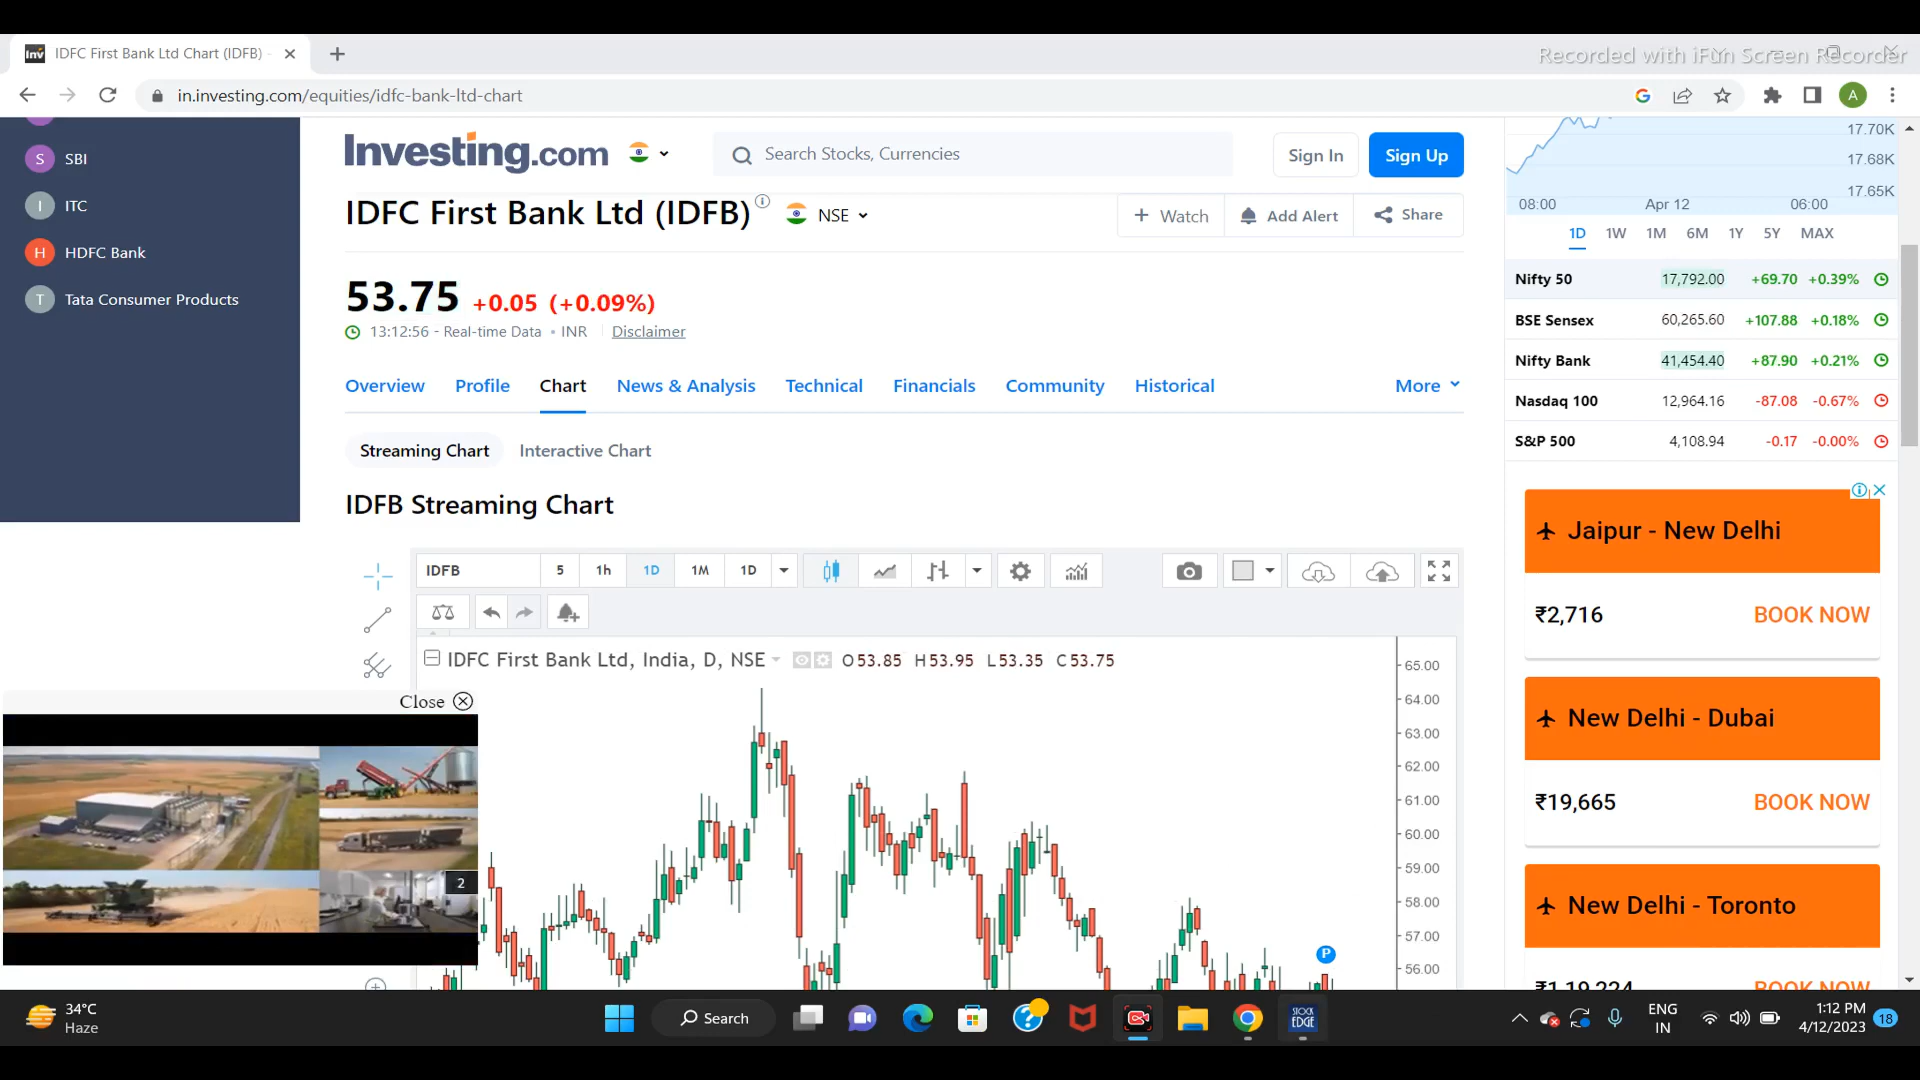 IDFC First Bank Ltd Chart (IDFB) -
Recorded with iFun Screen Recorder
in.investing.com/equities/idfc-bank-ltd-chart
A
S SBI
I ITC
H HDFC Bank
T Tata Consumer Products
Investing.com
Search Stocks, Currencies
Sign In
Sign Up
IDFC First Bank Ltd (IDFB)
NSE
+ Watch
Add Alert
Share
53.75 +0.05 (+0.09%)
13:12:56 - Real-time Data • INR
Disclaimer
Overview Profile Chart News & Analysis Technical Financials Community Historical More
Streaming Chart Interactive Chart
IDFB Streaming Chart
IDFB 5 1h 1D 1M 1D
IDFC First Bank Ltd, India, D, NSE O53.85 H53.95 L53.35 C53.75
65.00
64.00
63.00
62.00
61.00
60.00
59.00
58.00
57.00
56.00
P
Close
2
17.70K
17.68K
17.65K
08:00 Apr 12 06:00
1D 1W 1M 6M 1Y 5Y MAX
Nifty 50 17,792.00 +69.70 +0.39%
BSE Sensex 60,265.60 +107.88 +0.18%
Nifty Bank 41,454.40 +87.90 +0.21%
Nasdaq 100 12,964.16 -87.08 -0.67%
S&P 500 4,108.94 -0.17 -0.00%
Jaipur - New Delhi
₹2,716 BOOK NOW
New Delhi - Dubai
₹19,665 BOOK NOW
New Delhi - Toronto
₹1,19,224 BOOK NOW
34°C
Haze
Search
STOCK
EDGE
ENG
IN
1:12 PM
4/12/2023
18